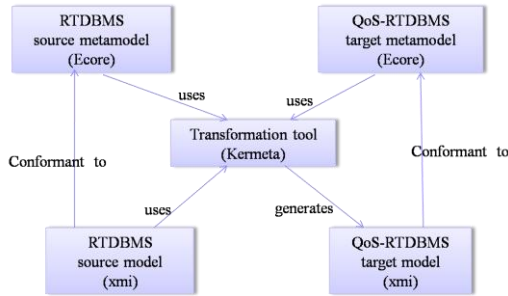 RTDBMS
source metamodel
(Ecore)
QoS-RTDBMS
target metamodel
(Ecore)
uses
uses
Transformation tool
(Kermeta)
Conformant to
Conformant to
uses
generates
RTDBMS
source model
(xmi)
QoS-RTDBMS
target model
(xmi)